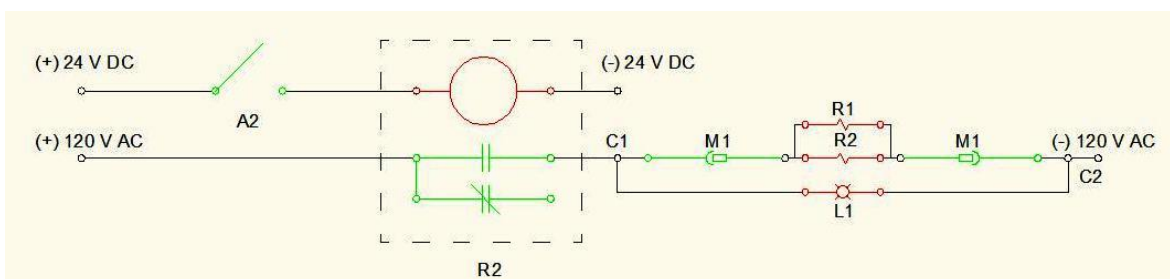 (+) 24 V DC
A2
(-) 24 V DC
(+) 120 V AC
C1
M1
R1
R2
M1
(-) 120 V AC
C2
L1
R2